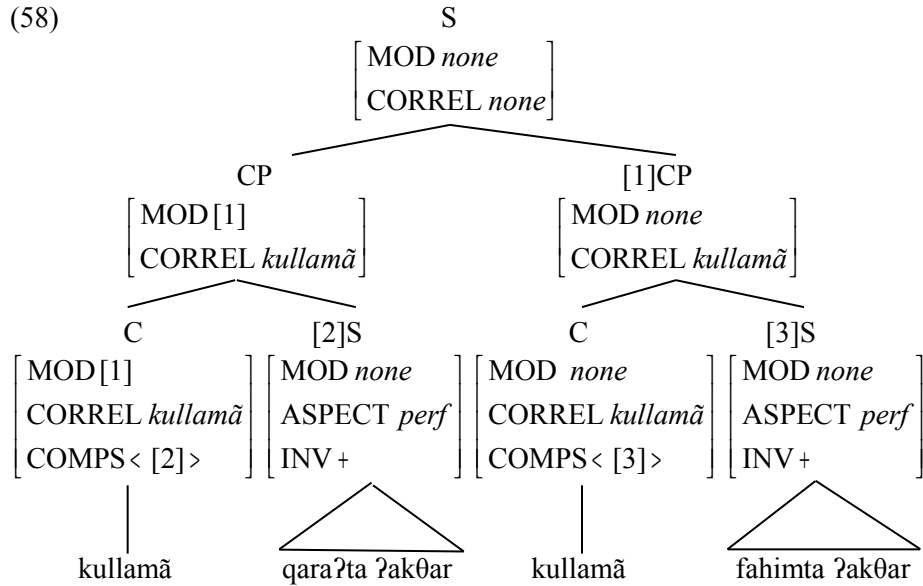 (58) S
[MOD none
CORREL none]
CP [1]CP
[MOD [1] [MOD none
CORREL kullamã] CORREL kullamã]
C [2]S C [3]S
[MOD [1] [MOD none [MOD none [MOD none
CORREL kullamã ASPECT perf CORREL kullamã ASPECT perf
COMPS < [2] >] INV +] COMPS < [3] >] INV +]
kullamã qaraʔta ʔakθar kullamã fahimta ʔakθar